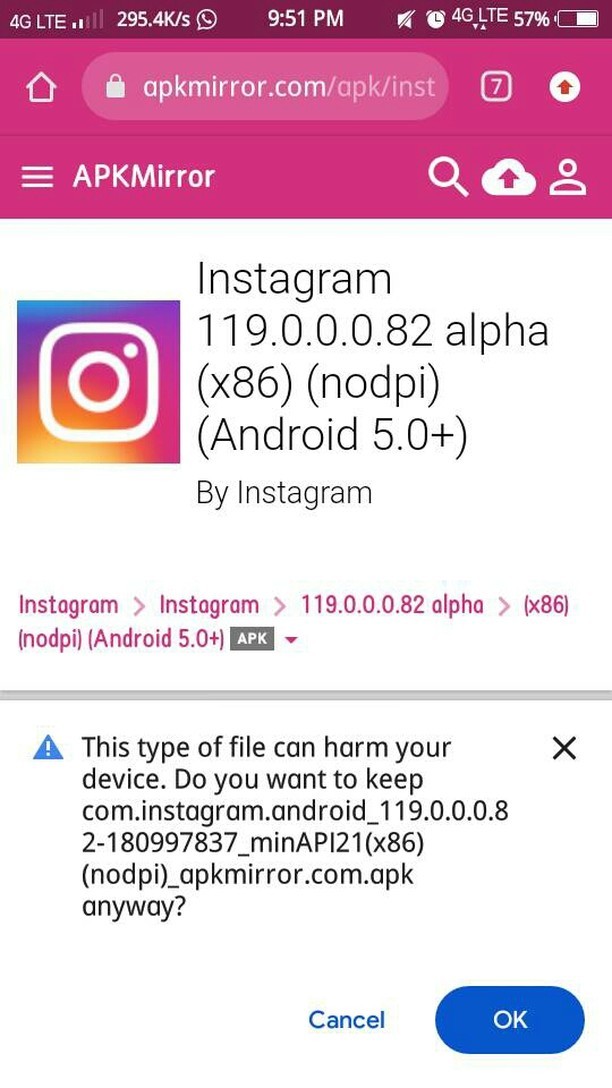 4G LTE 295.4K/s 9:51 PM 4G LTE 57%
apkmirror.com/apk/inst 7
APKMirror
Instagram
119.0.0.0.82 alpha
(x86) (nodpi)
(Android 5.0+)
By Instagram
Instagram > Instagram > 119.0.0.0.82 alpha > (x86)
(nodpi) (Android 5.0+) APK
This type of file can harm your
device. Do you want to keep
com.instagram.android_119.0.0.0.8
2-180997837_minAPI21(x86)
(nodpi)_apkmirror.com.apk
anyway?
Cancel OK